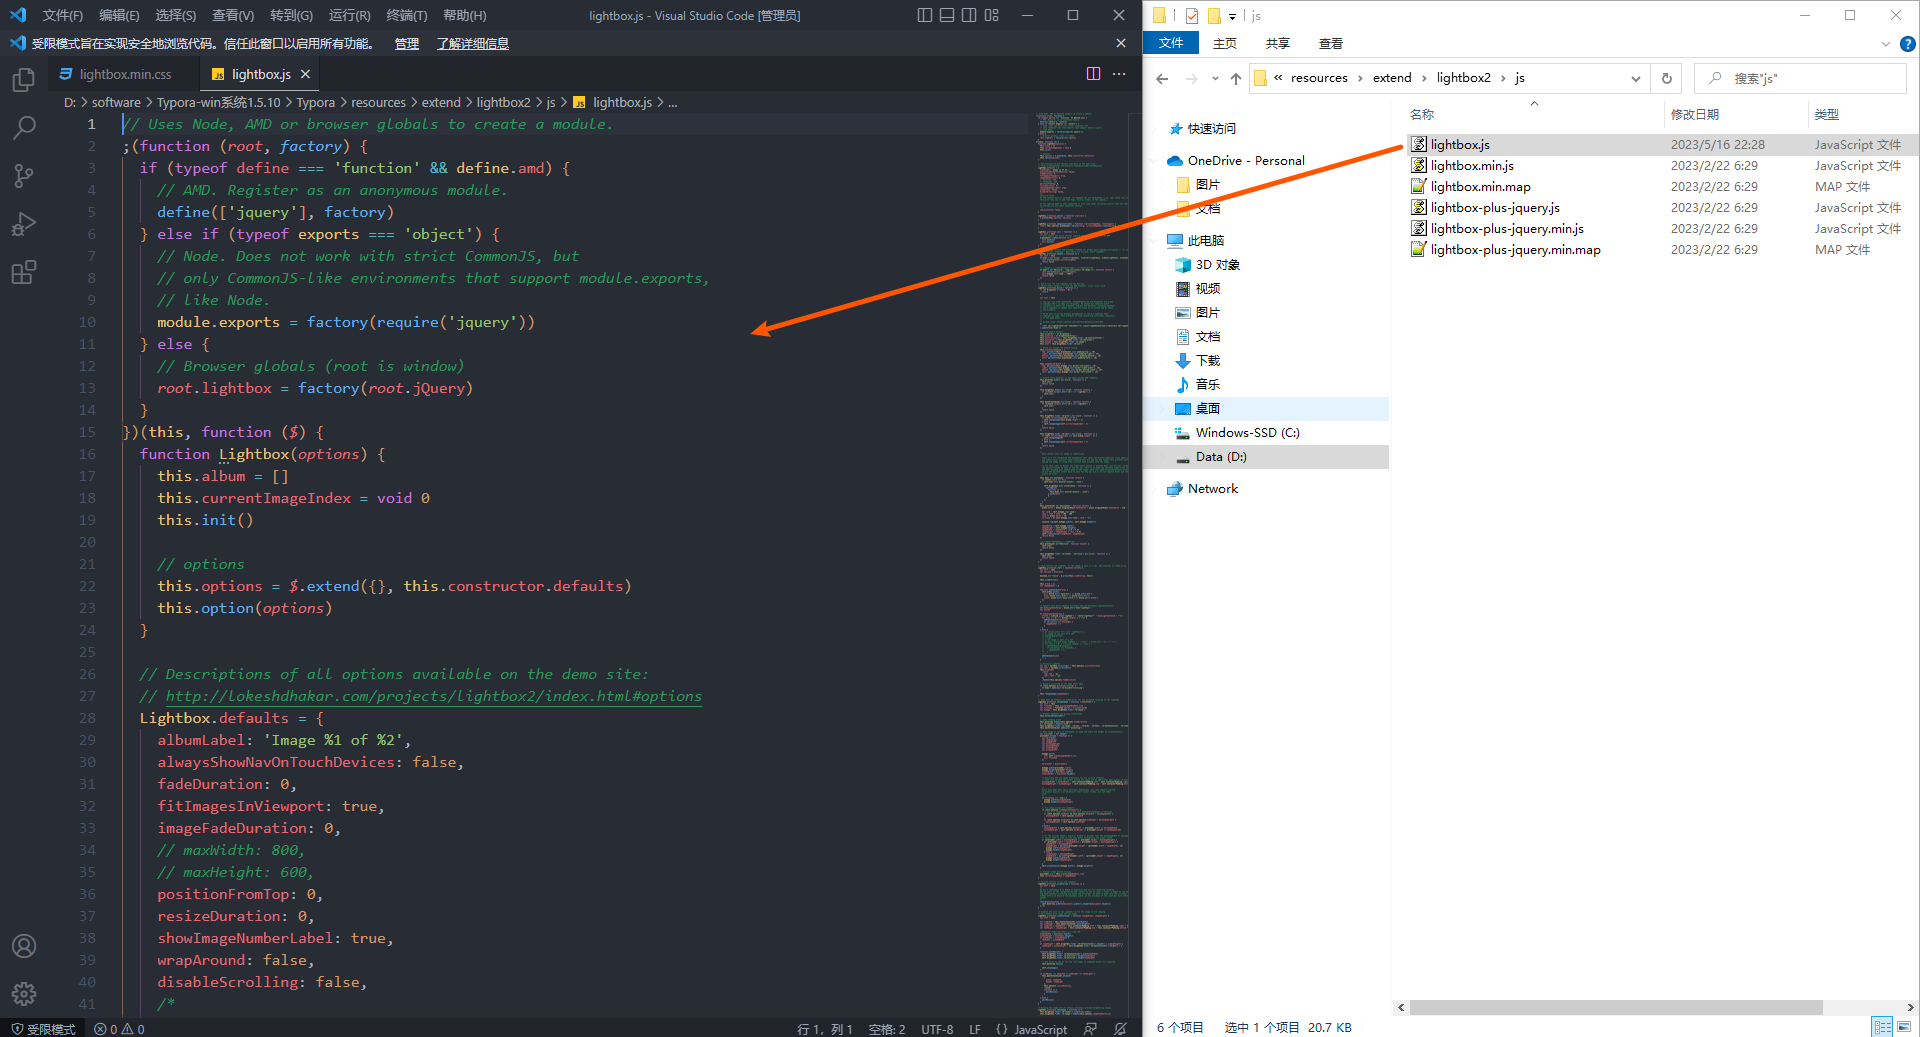 文件(F) 编辑(E) 选择(S) 查看(V) 转到(G) 运行(R) 终端(T) 帮助(H) lightbox.js - Visual Studio Code [管理员]
受限模式旨在实现安全地浏览代码。信任此窗口以启用所有功能。 管理 了解详细信息
lightbox.min.css
JS lightbox.js
D: > software > Typora-win系统1.5.10 > Typora > resources > extend > lightbox2 > js > JS lightbox.js > ...
1 // Uses Node, AMD or browser globals to create a module.
2 ;(function (root, factory) {
3 if (typeof define === 'function' && define.amd) {
4 // AMD. Register as an anonymous module.
5 define(['jquery'], factory)
6 } else if (typeof exports === 'object') {
7 // Node. Does not work with strict CommonJS, but
8 // only CommonJS-like environments that support module.exports,
9 // like Node.
10 module.exports = factory(require('jquery'))
11 } else {
12 // Browser globals (root is window)
13 root.lightbox = factory(root.jQuery)
14 }
15 })(this, function ($) {
16 function Lightbox(options) {
17 this.album = []
18 this.currentImageIndex = void 0
19 this.init()
20
21 // options
22 this.options = $.extend({}, this.constructor.defaults)
23 this.option(options)
24 }
25
26 // Descriptions of all options available on the demo site:
27 // http://lokeshdhakar.com/projects/lightbox2/index.html#options
28 Lightbox.defaults = {
29 albumLabel: 'Image %1 of %2',
30 alwaysShowNavOnTouchDevices: false,
31 fadeDuration: 0,
32 fitImagesInViewport: true,
33 imageFadeDuration: 0,
34 // maxWidth: 800,
35 // maxHeight: 600,
36 positionFromTop: 0,
37 resizeDuration: 0,
38 showImageNumberLabel: true,
39 wrapAround: false,
40 disableScrolling: false,
41 /*
受限模式 0 0 行 1, 列 1 空格: 2 UTF-8 LF {} JavaScript
js
文件 主页 共享 查看
« resources > extend > lightbox2 > js
搜索"js"
名称 修改日期 类型
快速访问
OneDrive - Personal
图片
文档
此电脑
3D 对象
视频
图片
文档
下载
音乐
桌面
Windows-SSD (C:)
Data (D:)
Network
lightbox.js 2023/5/16 22:28 JavaScript 文件
lightbox.min.js 2023/2/22 6:29 JavaScript 文件
lightbox.min.map 2023/2/22 6:29 MAP 文件
lightbox-plus-jquery.js 2023/2/22 6:29 JavaScript 文件
lightbox-plus-jquery.min.js 2023/2/22 6:29 JavaScript 文件
lightbox-plus-jquery.min.map 2023/2/22 6:29 MAP 文件
6 个项目 选中 1 个项目 20.7 KB